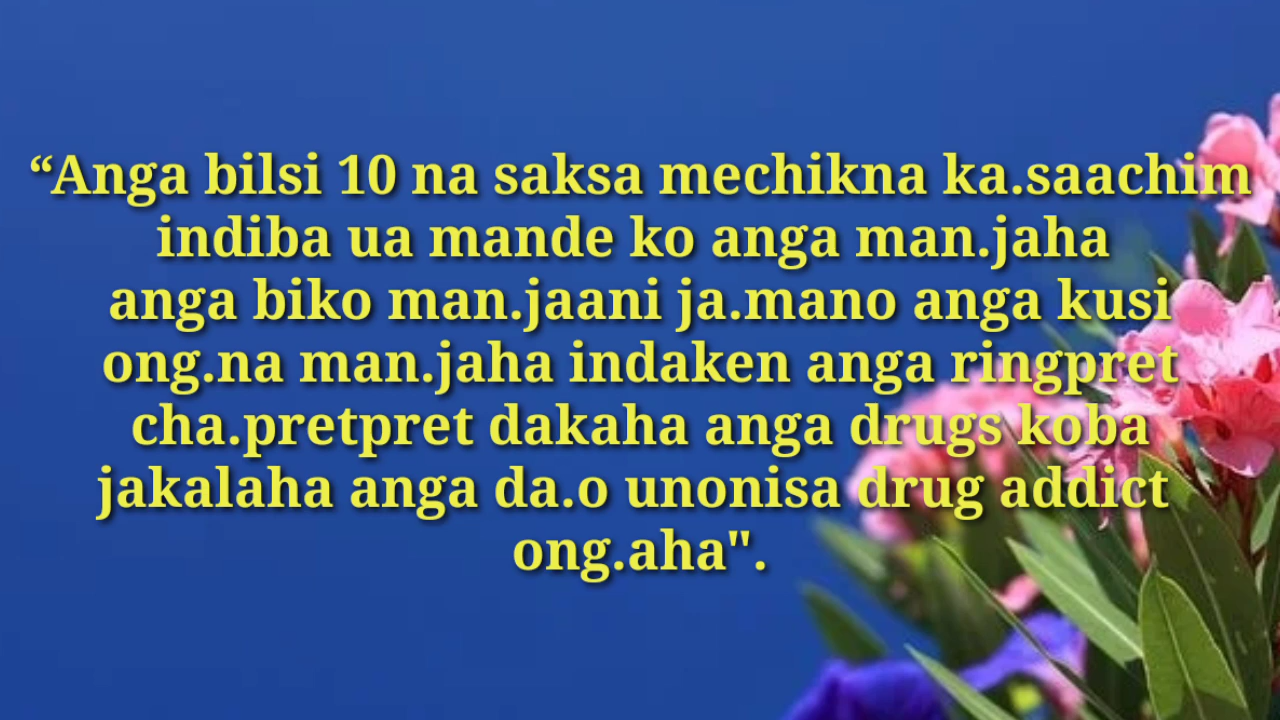 “Anga bilsi 10 na saksa mechikna ka.saachim
indiba ua mande ko anga man.jaha
anga biko man.jaani ja.mano anga kusi
ong.na man.jaha indaken anga ringpret
cha.pretpret dakaha anga drugs koba
jakalaha anga da.o unonisa drug addict
ong.aha".